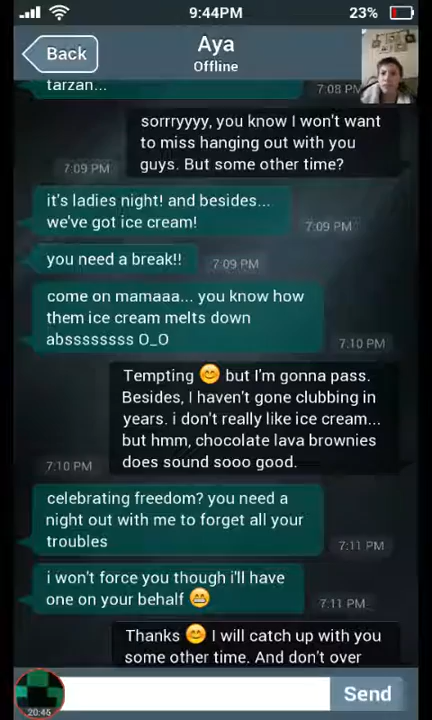 9:44PM
23%
Back
Aya
Offline
tarzan...
7:08 PM
sorrryyyy, you know I won't want
to miss hanging out with you
guys. But some other time?
7:09 PM
it's ladies night! and besides...
we've got ice cream!
7:09 PM
you need a break!!
7:09 PM
come on mamaaa... you know how
them ice cream melts down
abssssssss O_O
7:10 PM
Tempting 😊 but I'm gonna pass.
Besides, I haven't gone clubbing in
years. i don't really like ice cream...
but hmm, chocolate lava brownies
does sound sooo good.
7:10 PM
celebrating freedom? you need a
night out with me to forget all your
troubles
7:11 PM
i won't force you though i'll have
one on your behalf 😁
7:11 PM
Thanks 😊 I will catch up with you
some other time. And don't over
20:46
Send